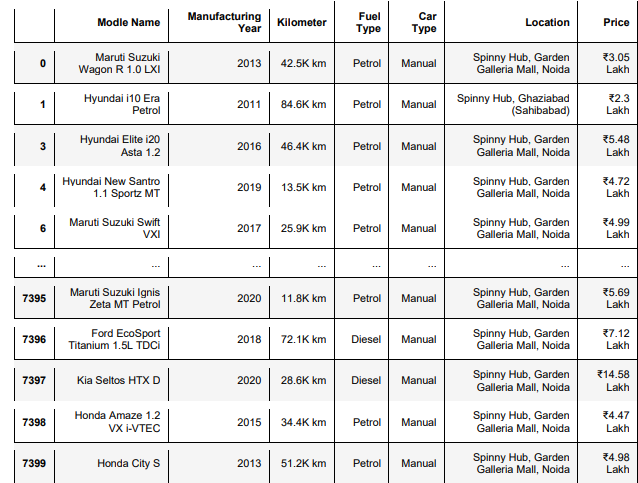 Modle Name Manufacturing Year Kilometer Fuel Type Car Type Location Price
0 Maruti Suzuki Wagon R 1.0 LXI 2013 42.5K km Petrol Manual Spinny Hub, Garden Galleria Mall, Noida ₹3.05 Lakh
1 Hyundai i10 Era Petrol 2011 84.6K km Petrol Manual Spinny Hub, Ghaziabad (Sahibabad) ₹2.3 Lakh
3 Hyundai Elite i20 Asta 1.2 2016 46.4K km Petrol Manual Spinny Hub, Garden Galleria Mall, Noida ₹5.48 Lakh
4 Hyundai New Santro 1.1 Sportz MT 2019 13.5K km Petrol Manual Spinny Hub, Garden Galleria Mall, Noida ₹4.72 Lakh
6 Maruti Suzuki Swift VXI 2017 25.9K km Petrol Manual Spinny Hub, Garden Galleria Mall, Noida ₹4.99 Lakh
... ... ... ... ... ... ... ...
7395 Maruti Suzuki Ignis Zeta MT Petrol 2020 11.8K km Petrol Manual Spinny Hub, Garden Galleria Mall, Noida ₹5.69 Lakh
7396 Ford EcoSport Titanium 1.5L TDCi 2018 72.1K km Diesel Manual Spinny Hub, Garden Galleria Mall, Noida ₹7.12 Lakh
7397 Kia Seltos HTX D 2020 28.6K km Diesel Manual Spinny Hub, Garden Galleria Mall, Noida ₹14.58 Lakh
7398 Honda Amaze 1.2 VX i-VTEC 2015 34.4K km Petrol Manual Spinny Hub, Garden Galleria Mall, Noida ₹4.47 Lakh
7399 Honda City S 2013 51.2K km Petrol Manual Spinny Hub, Garden Galleria Mall, Noida ₹4.98 Lakh